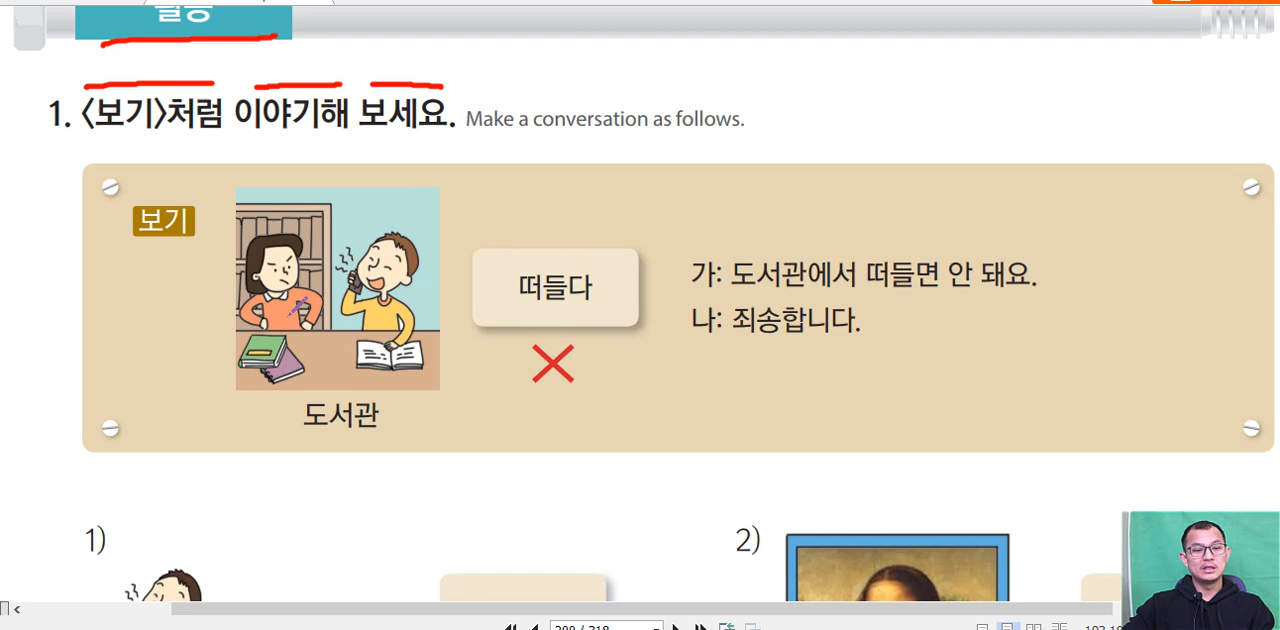 활동
1. 〈보기〉처럼 이야기해 보세요. Make a conversation as follows.
보기
떠들다
가: 도서관에서 떠들면 안 돼요.
나: 죄송합니다.
도서관
1)
2)